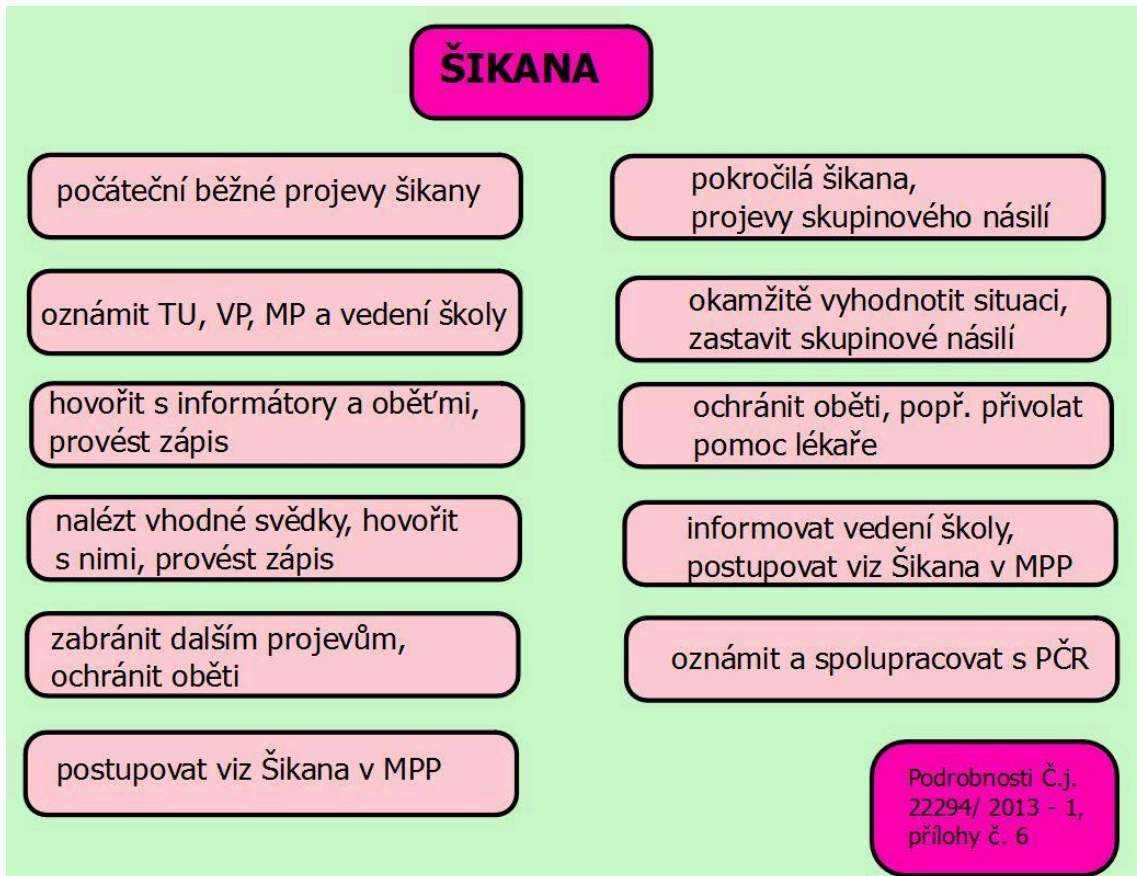 ŠIKANA
počáteční běžné projevy šikany
oznámit TU, VP, MP a vedení školy
hovořit s informátory a oběťmi,
provést zápis
nalézt vhodné svědky, hovořit
s nimi, provést zápis
zabránit dalším projevům,
ochránit oběti
postupovat viz Šikana v MPP
pokročilá šikana,
projevy skupinového násilí
okamžitě vyhodnotit situaci,
zastavit skupinové násilí
ochránit oběti, popř. přivolat
pomoc lékaře
informovat vedení školy,
postupovat viz Šikana v MPP
oznámit a spolupracovat s PČR
Podrobnosti Č.j.
22294/ 2013 - 1,
přílohy č. 6